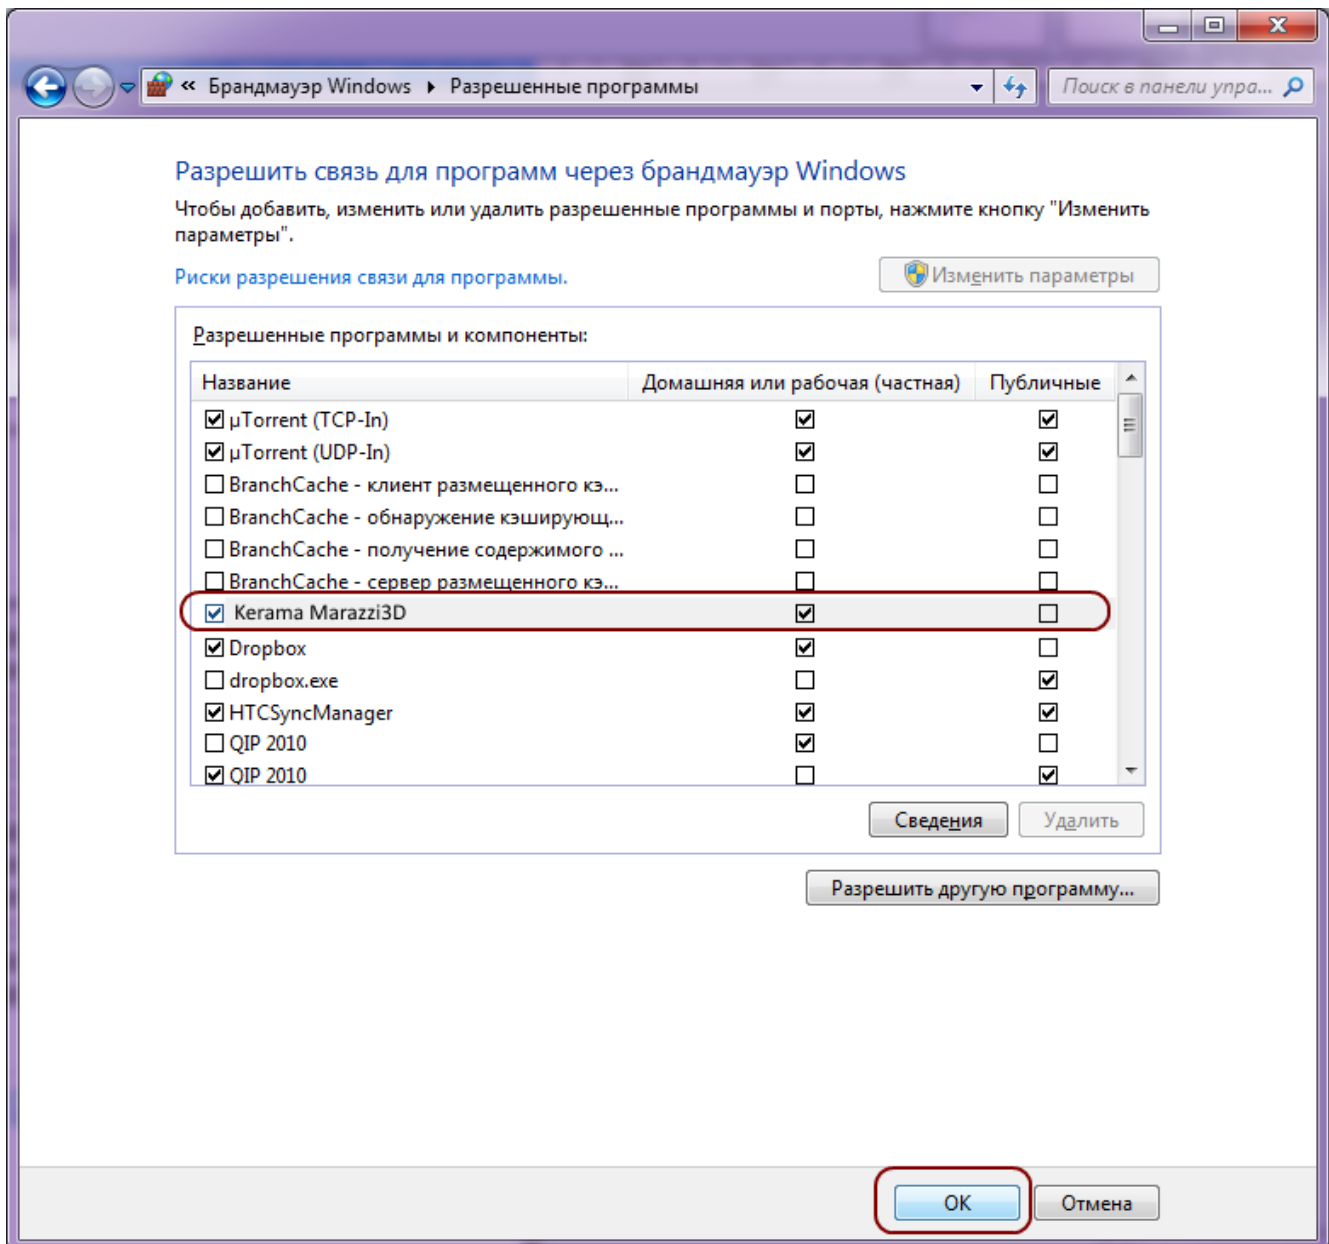 « Брандмауэр Windows Разрешенные программы
Поиск в панели упра...
Разрешить связь для программ через брандмауэр Windows
Чтобы добавить, изменить или удалить разрешенные программы и порты, нажмите кнопку "Изменить
параметры".
Риски разрешения связи для программы.
Изменить параметры
Разрешенные программы и компоненты:
Название Домашняя или рабочая (частная) Публичные
µTorrent (TCP-In)
µTorrent (UDP-In)
BranchCache - клиент размещенного кэ...
BranchCache - обнаружение кэширующ...
BranchCache - получение содержимого ...
BranchCache - сервер размещенного кэ...
Kerama Marazzi3D
Dropbox
dropbox.exe
HTCSyncManager
QIP 2010
QIP 2010
Сведения Удалить
Разрешить другую программу...
ОК Отмена